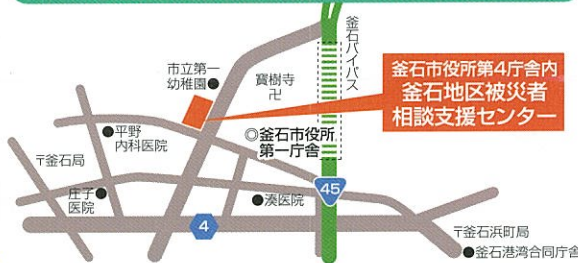 釜石バイパス
市立第一
幼稚園
寶樹寺
卍
釜石市役所第4庁舎内
釜石地区被災者
相談支援センター
平野
内科医院
◎釜石市役所
第一庁舎
〒釜石局
庄子
医院
湊医院
45
4
〒釜石浜町局
釜石港湾合同庁舎